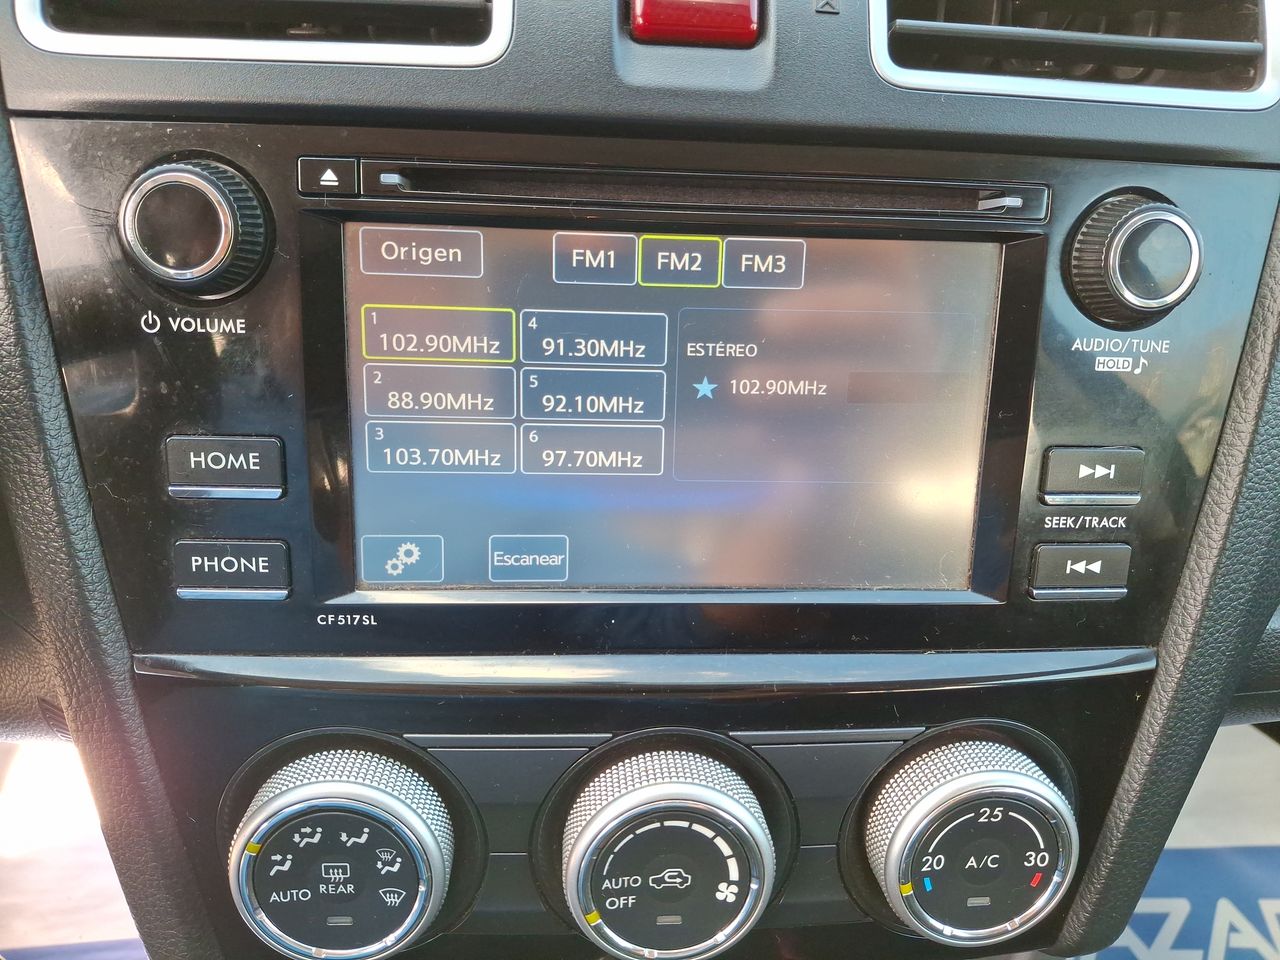 Origen
FM1 FM2 FM3
1 102.90MHz
2 88.90MHz
3 103.70MHz
4 91.30MHz
5 92.10MHz
6 97.70MHz
ESTÉREO
102.90MHz
Escanear
VOLUME
HOME
PHONE
AUDIO/TUNE
HOLD
SEEK/TRACK
CF517SL
AUTO
REAR
AUTO
OFF
20 25 30
A/C